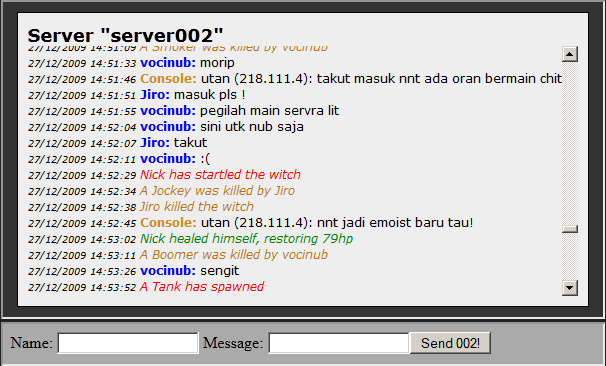 Server "server002"
27/12/2009 14:51:09 A Smoker was killed by vocinub
27/12/2009 14:51:33 vocinub: morip
27/12/2009 14:51:46 Console: utan (218.111.4): takut masuk nnt ada oran bermain chit
27/12/2009 14:51:51 Jiro: masuk pls !
27/12/2009 14:51:55 vocinub: pegilah main servra lit
27/12/2009 14:52:04 vocinub: sini utk nub saja
27/12/2009 14:52:07 Jiro: takut
27/12/2009 14:52:11 vocinub: :(
27/12/2009 14:52:29 Nick has startled the witch
27/12/2009 14:52:34 A Jockey was killed by Jiro
27/12/2009 14:52:38 Jiro killed the witch
27/12/2009 14:52:45 Console: utan (218.111.4): nnt jadi emoist baru tau!
27/12/2009 14:53:02 Nick healed himself, restoring 79hp
27/12/2009 14:53:11 A Boomer was killed by vocinub
27/12/2009 14:53:26 vocinub: sengit
27/12/2009 14:53:52 A Tank has spawned
Name: Message: Send 002!